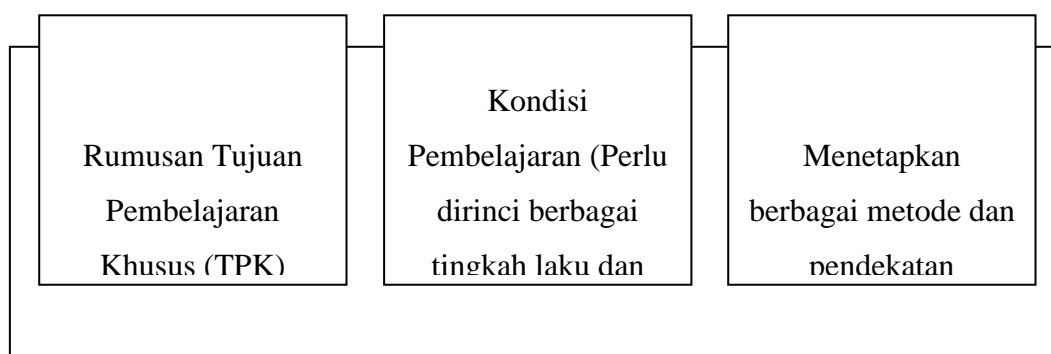 Rumusan Tujuan
Pembelajaran
Khusus (TPK)
Kondisi
Pembelajaran (Perlu
dirinci berbagai
tingkah laku dan
Menetapkan
berbagai metode dan
pendekatan